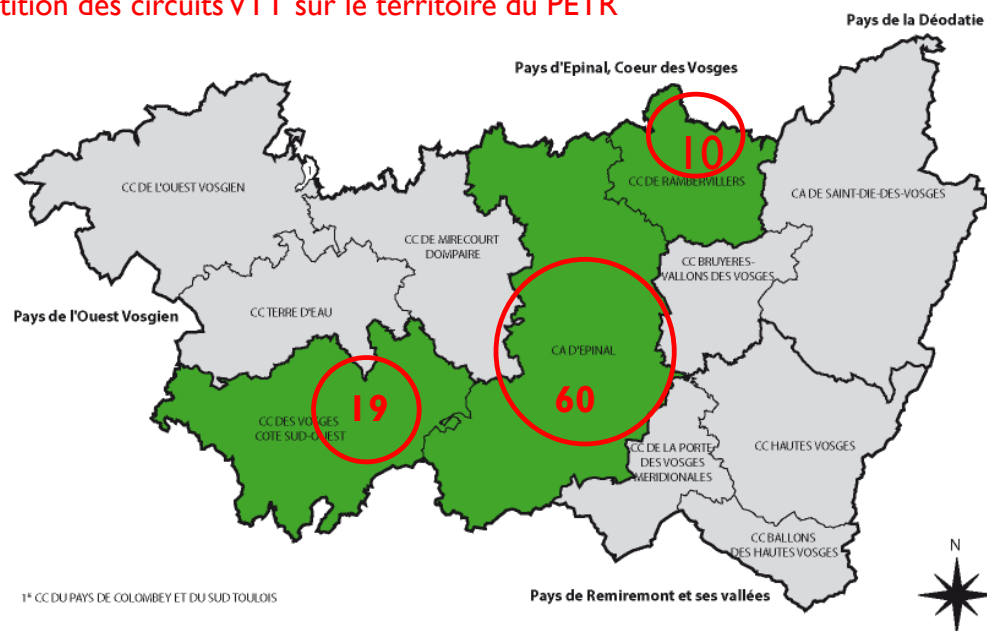 tition des circuits VTT sur le territoire du PETR
Pays de la Déodatie
Pays d'Epinal, Coeur des Vosges
10
1
CC DE L'OUEST VOSGIEN
CC DE RAMBERVILLERS
CA DE SAINT-DIE-DES-VOSGES
CC DE MIRECOURT
DOMPAIRE
CC BRUYERES-
VALLONS DES VOSGES
Pays de l'Ouest Vosgien
CC TERRE D'EAU
CA D'EPINAL
19
60
CC DES VOSGES
COTE SUD-OUEST
CC DE LA PORTE
DES VOSGES
MERIDIONALES
CC HAUTES VOSGES
CC BALLONS
DES HAUTES VOSGES
N
1* CC DU PAYS DE COLOMBEY ET DU SUD TOULOIS
Pays de Remiremont et ses vallées